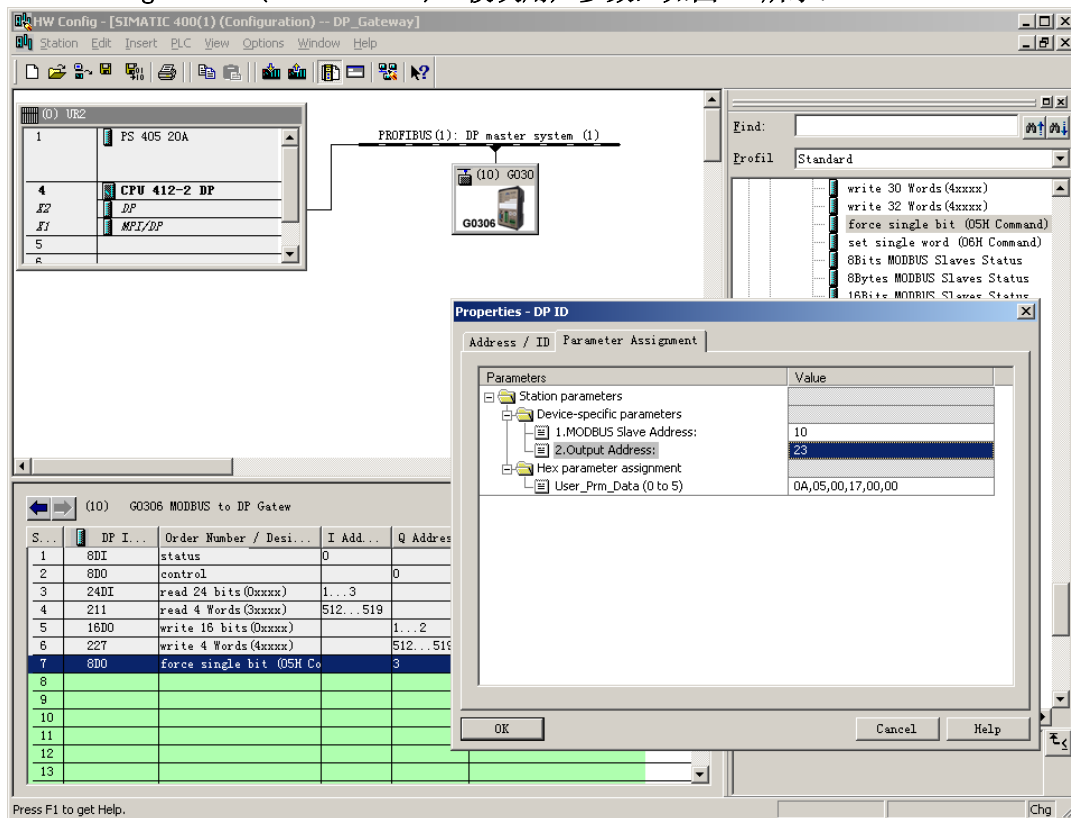 HW Config - [SIMATIC 400(1) (Configuration) -- DP_Gateway]
Station Edit Insert PLC View Options Window Help
(0) UR2
1 PS 405 20A
4 CPU 412-2 DP
X2 DP
X1 MPI/DP
5
6
PROFIBUS(1): DP master system (1)
(10) G030
G0306
Find:
Profil Standard
write 30 Words(4xxxx)
write 32 Words(4xxxx)
force single bit (05H Command)
set single word (06H Command)
8Bits MODBUS Slaves Status
8Bytes MODBUS Slaves Status
16Bits MODBUS Slaves Status
Properties - DP ID
Address / ID Parameter Assignment
Parameters Value
Station parameters
Device-specific parameters
1.MODBUS Slave Address: 10
2.Output Address: 23
Hex parameter assignment
User_Prm_Data (0 to 5) 0A,05,00,17,00,00
OK Cancel Help
(10) G0306 MODBUS to DP Gatew
S... DP I... Order Number / Desi... I Add... Q Addres
1 8DI status 0
2 8DO control 0
3 24DI read 24 bits(0xxxx) 1...3
4 211 read 4 Words(3xxxx) 512...519
5 16DO write 16 bits(0xxxx) 1...2
6 227 write 4 Words(4xxxx) 512...519
7 8DO force single bit (05H Co 3
8
9
10
11
12
13
Press F1 to get Help.
Chg